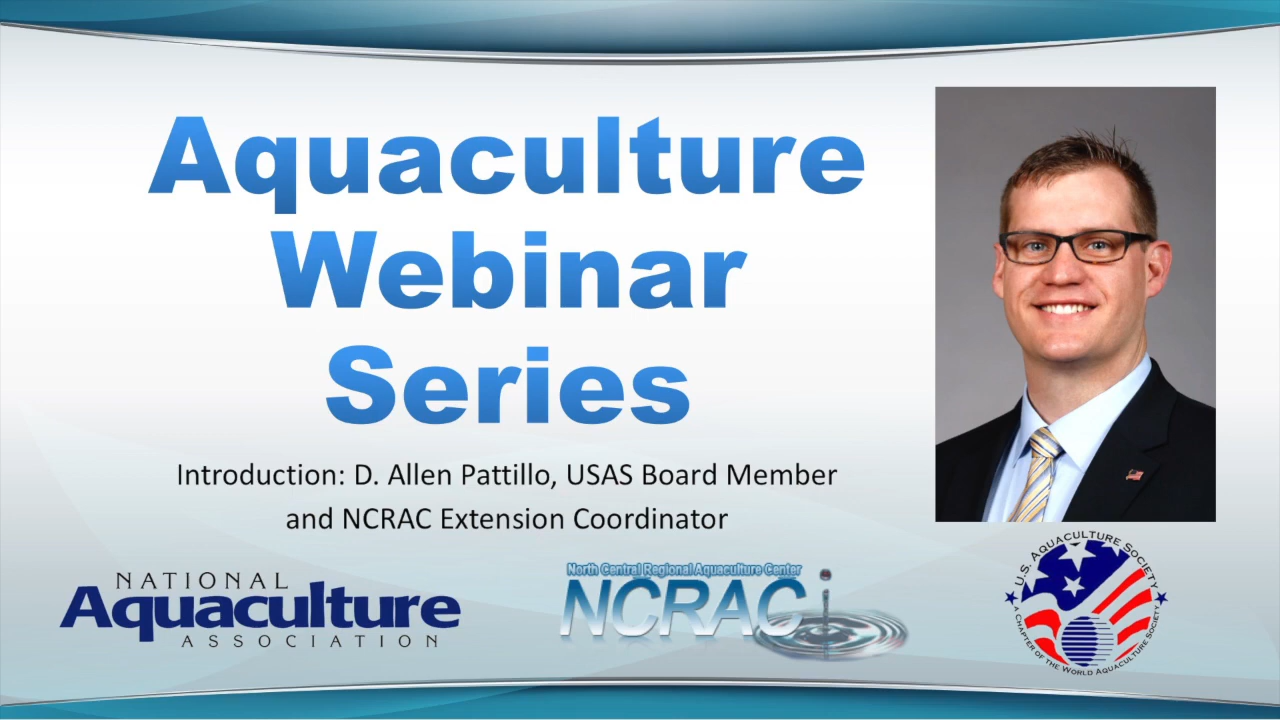 Aquaculture
Webinar
Series
Introduction: D. Allen Pattillo, USAS Board Member
and NCRAC Extension Coordinator
NATIONAL
Aquaculture
ASSOCIATION
North Central Regional Aquaculture Center
NCRAC
U.S. AQUACULTURE SOCIETY
A CHAPTER OF THE WORLD AQUACULTURE SOCIETY